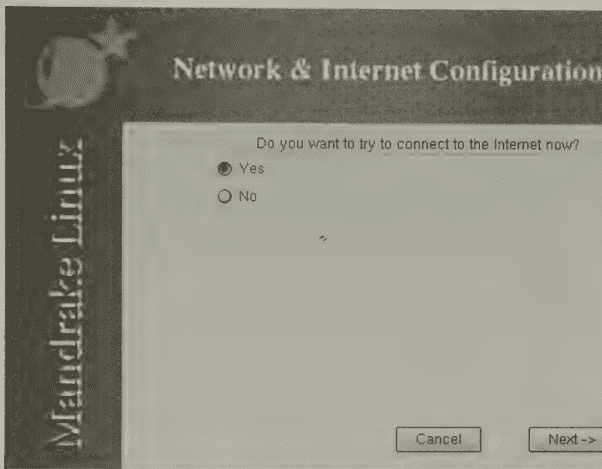 Network & Internet Configuration
Mandrake Linux
Do you want to try to connect to the Internet now?
Yes
No
Cancel
Next ->